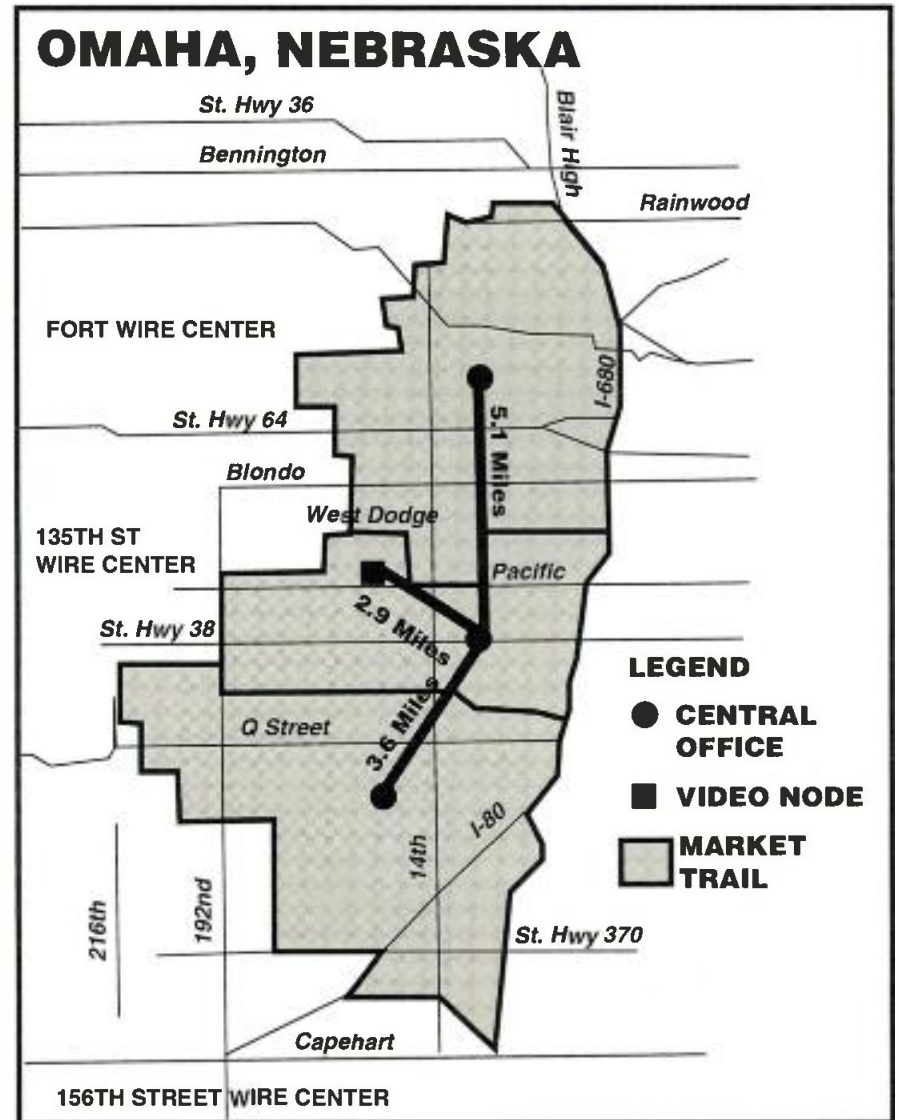 OMAHA, NEBRASKA
St. Hwy 36
Blair High
Bennington
Rainwood
FORT WIRE CENTER
I-680
St. Hwy 64
5.1 Miles
Blondo
West Dodge
135TH ST
WIRE CENTER
Pacific
2.9 Miles
St. Hwy 38
LEGEND
CENTRAL
OFFICE
VIDEO NODE
MARKET
TRAIL
3.6 Miles
Q Street
I-80
14th
216th
192nd
St. Hwy 370
Capehart
156TH STREET WIRE CENTER